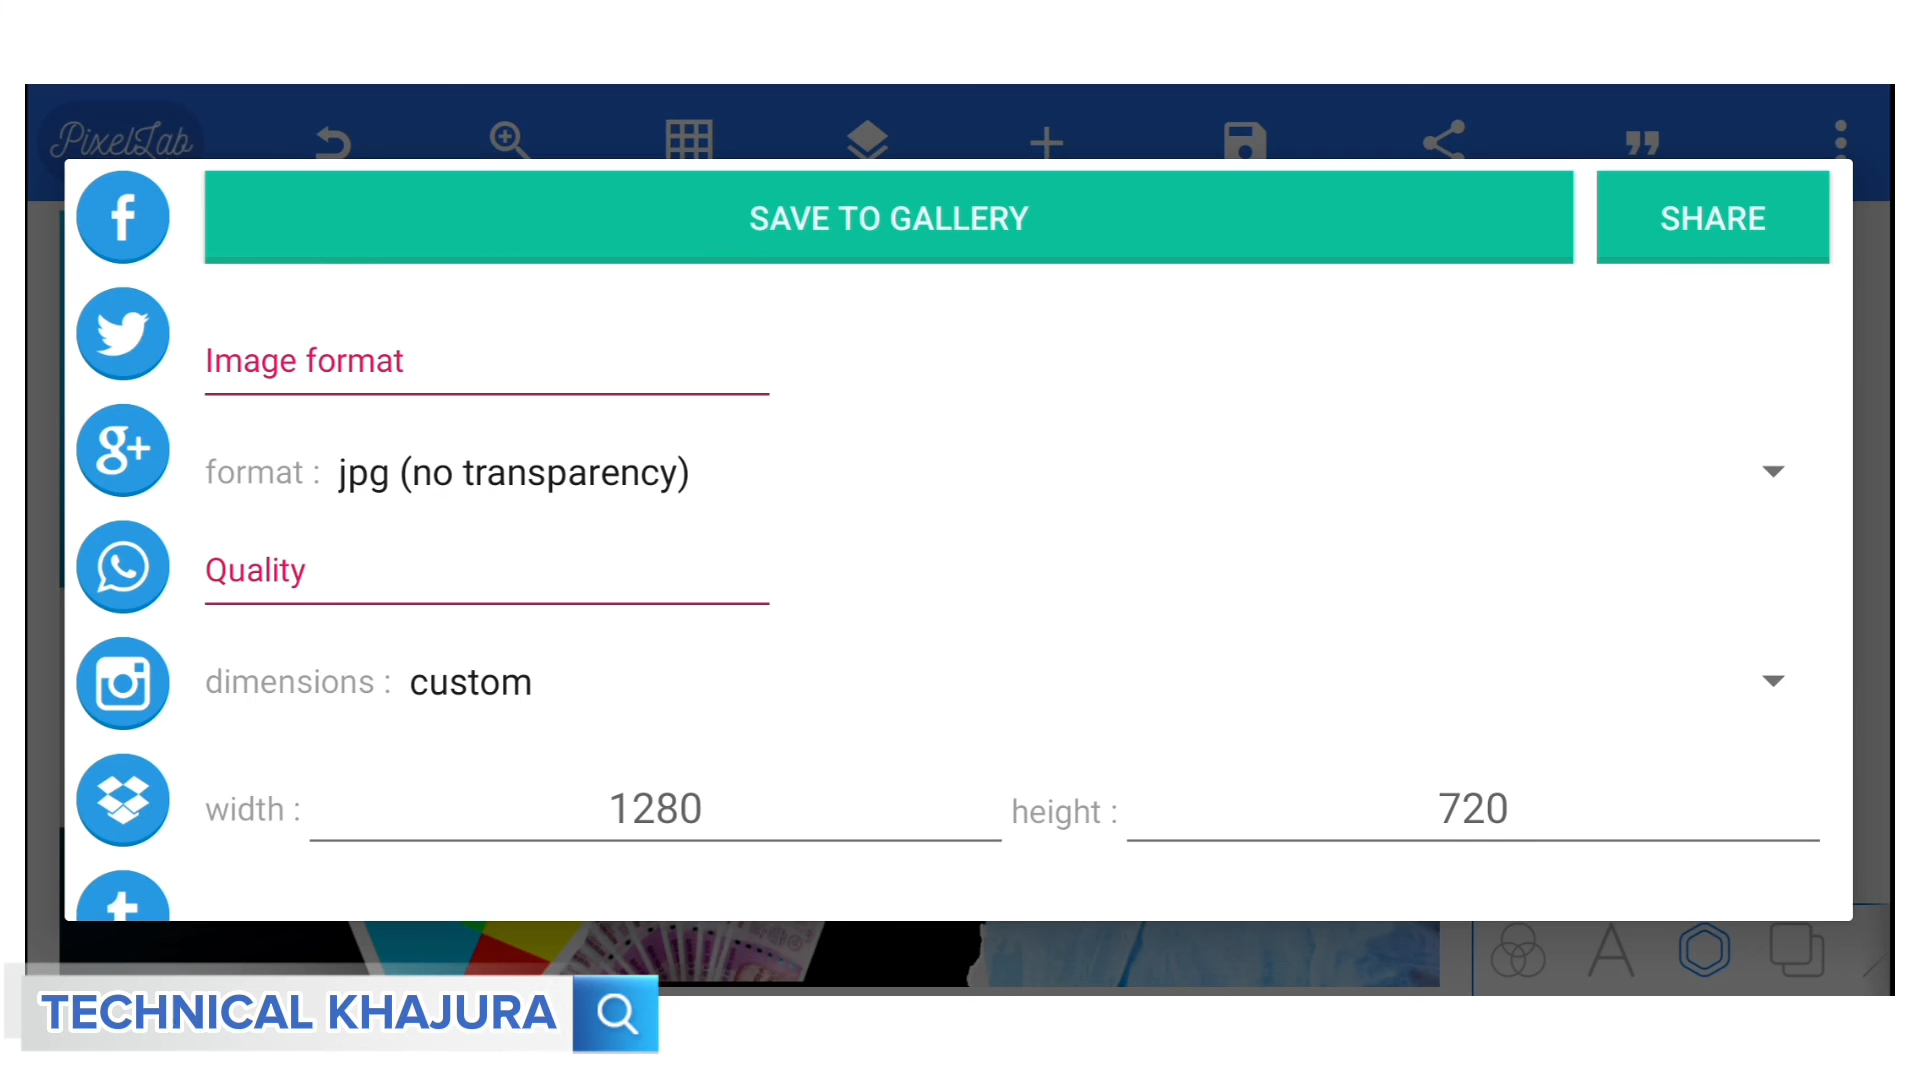 PixelLab
SAVE TO GALLERY
SHARE
Image format
format : jpg (no transparency)
Quality
dimensions : custom
width : 1280 height : 720
TECHNICAL KHAJURA